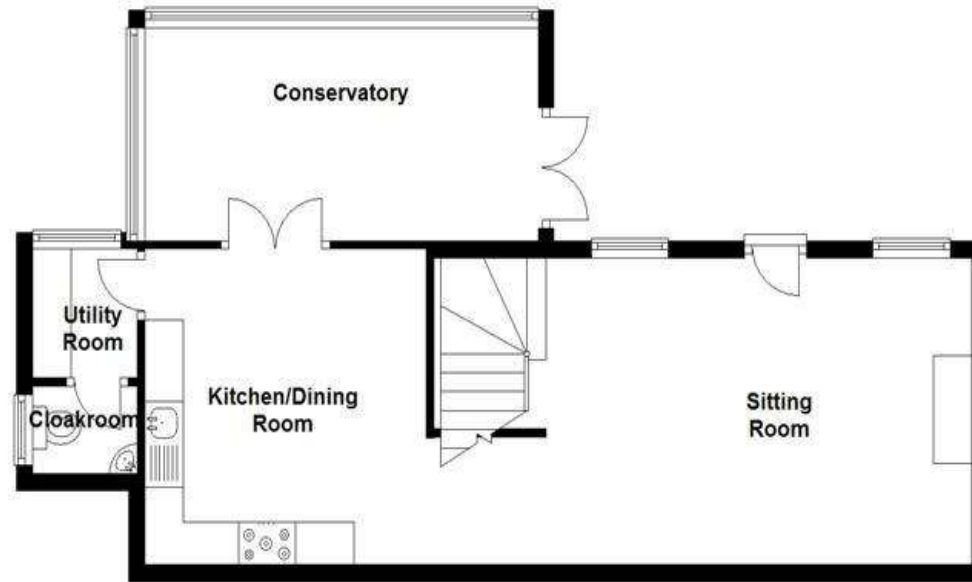 Conservatory
Utility
Room
Cloakroom
Kitchen/Dining
Room
Sitting
Room